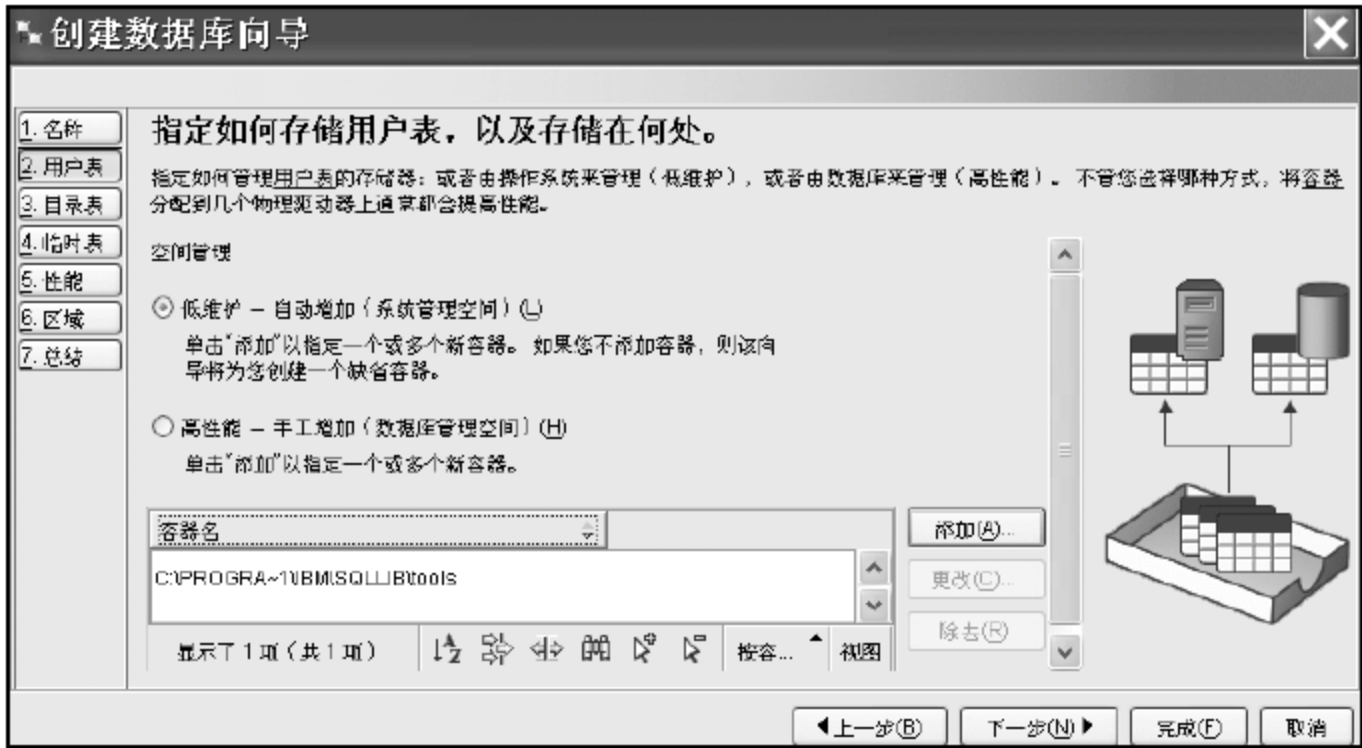 创建数据库向导
1. 名称
2. 用户表
3. 目录表
4. 临时表
5. 性能
6. 区域
7. 总结
指定如何存储用户表，以及存储在何处。
指定如何管理用户表的存储器：或者由操作系统来管理（低维护），或者由数据库来管理（高性能）。 不管您选择哪种方式，将容器
分配到几个物理驱动器上通常都会提高性能。
空间管理
低维护 – 自动增加（系统管理空间）(L)
单击"添加"以指定一个或多个新容器。 如果您不添加容器，则该向
导将为您创建一个缺省容器。
高性能 – 手工增加（数据库管理空间）(H)
单击"添加"以指定一个或多个新容器。
容器名
C:\PROGRA~1\IBM\SQLLIB\tools
添加(A)...
更改(C)...
除去(R)
显示了 1 项（共 1 项）
按容...
视图
上一步(B)
下一步(N)
完成(F)
取消